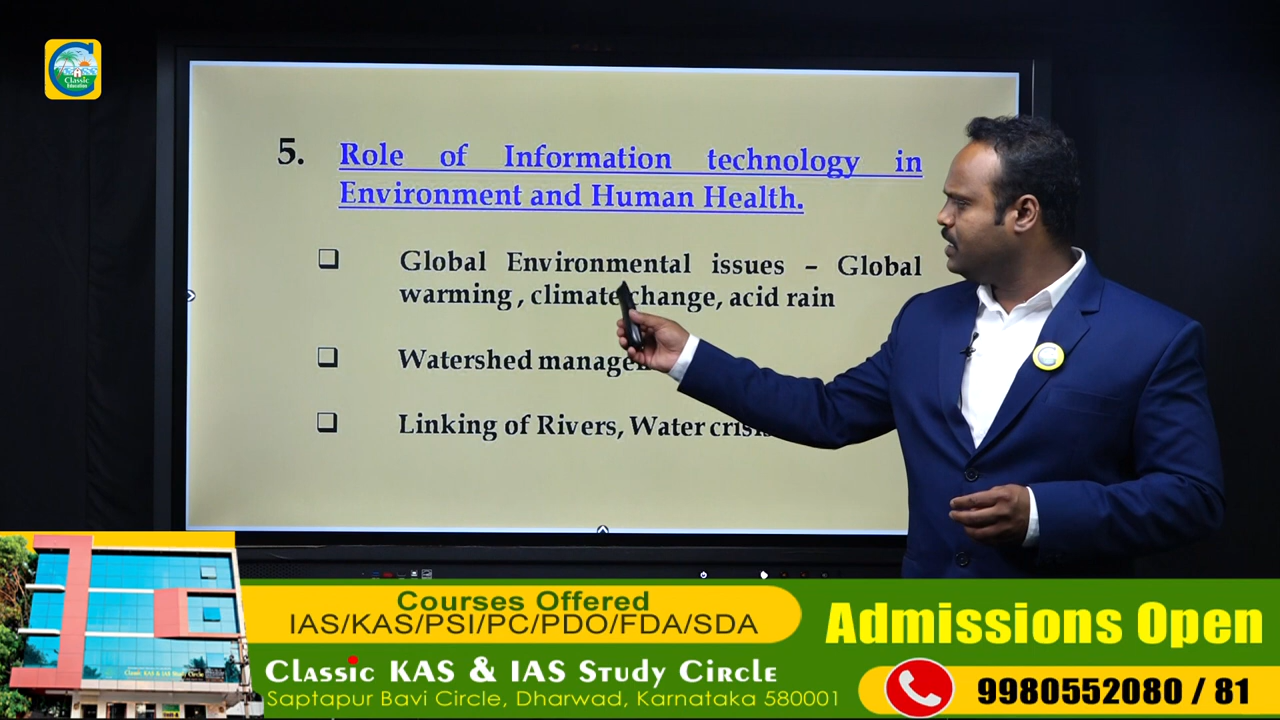 Classic
Education
5. Role of Information technology in
Environment and Human Health.
Global Environmental issues – Global
warming , climate change, acid rain
Watershed
Linking of Rivers, Water
Courses Offered
IAS/KAS/PSI/PC/PDO/FDA/SDA
Admissions Open
Classic KAS & IAS Study Circle
Saptapur Bavi Circle, Dharwad, Karnataka 580001
9980552080 / 81